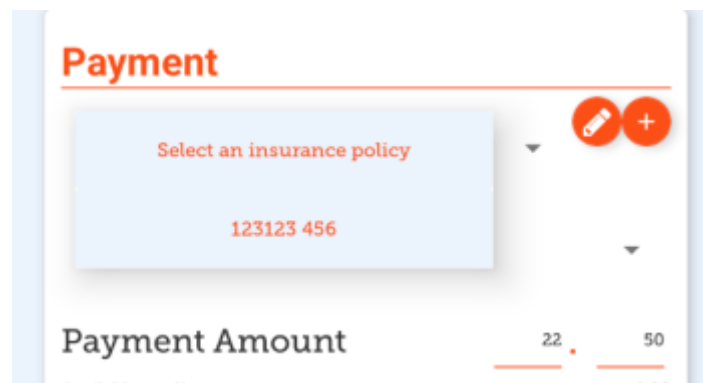 Payment
+
Select an insurance policy
123123 456
Payment Amount 22 . 50